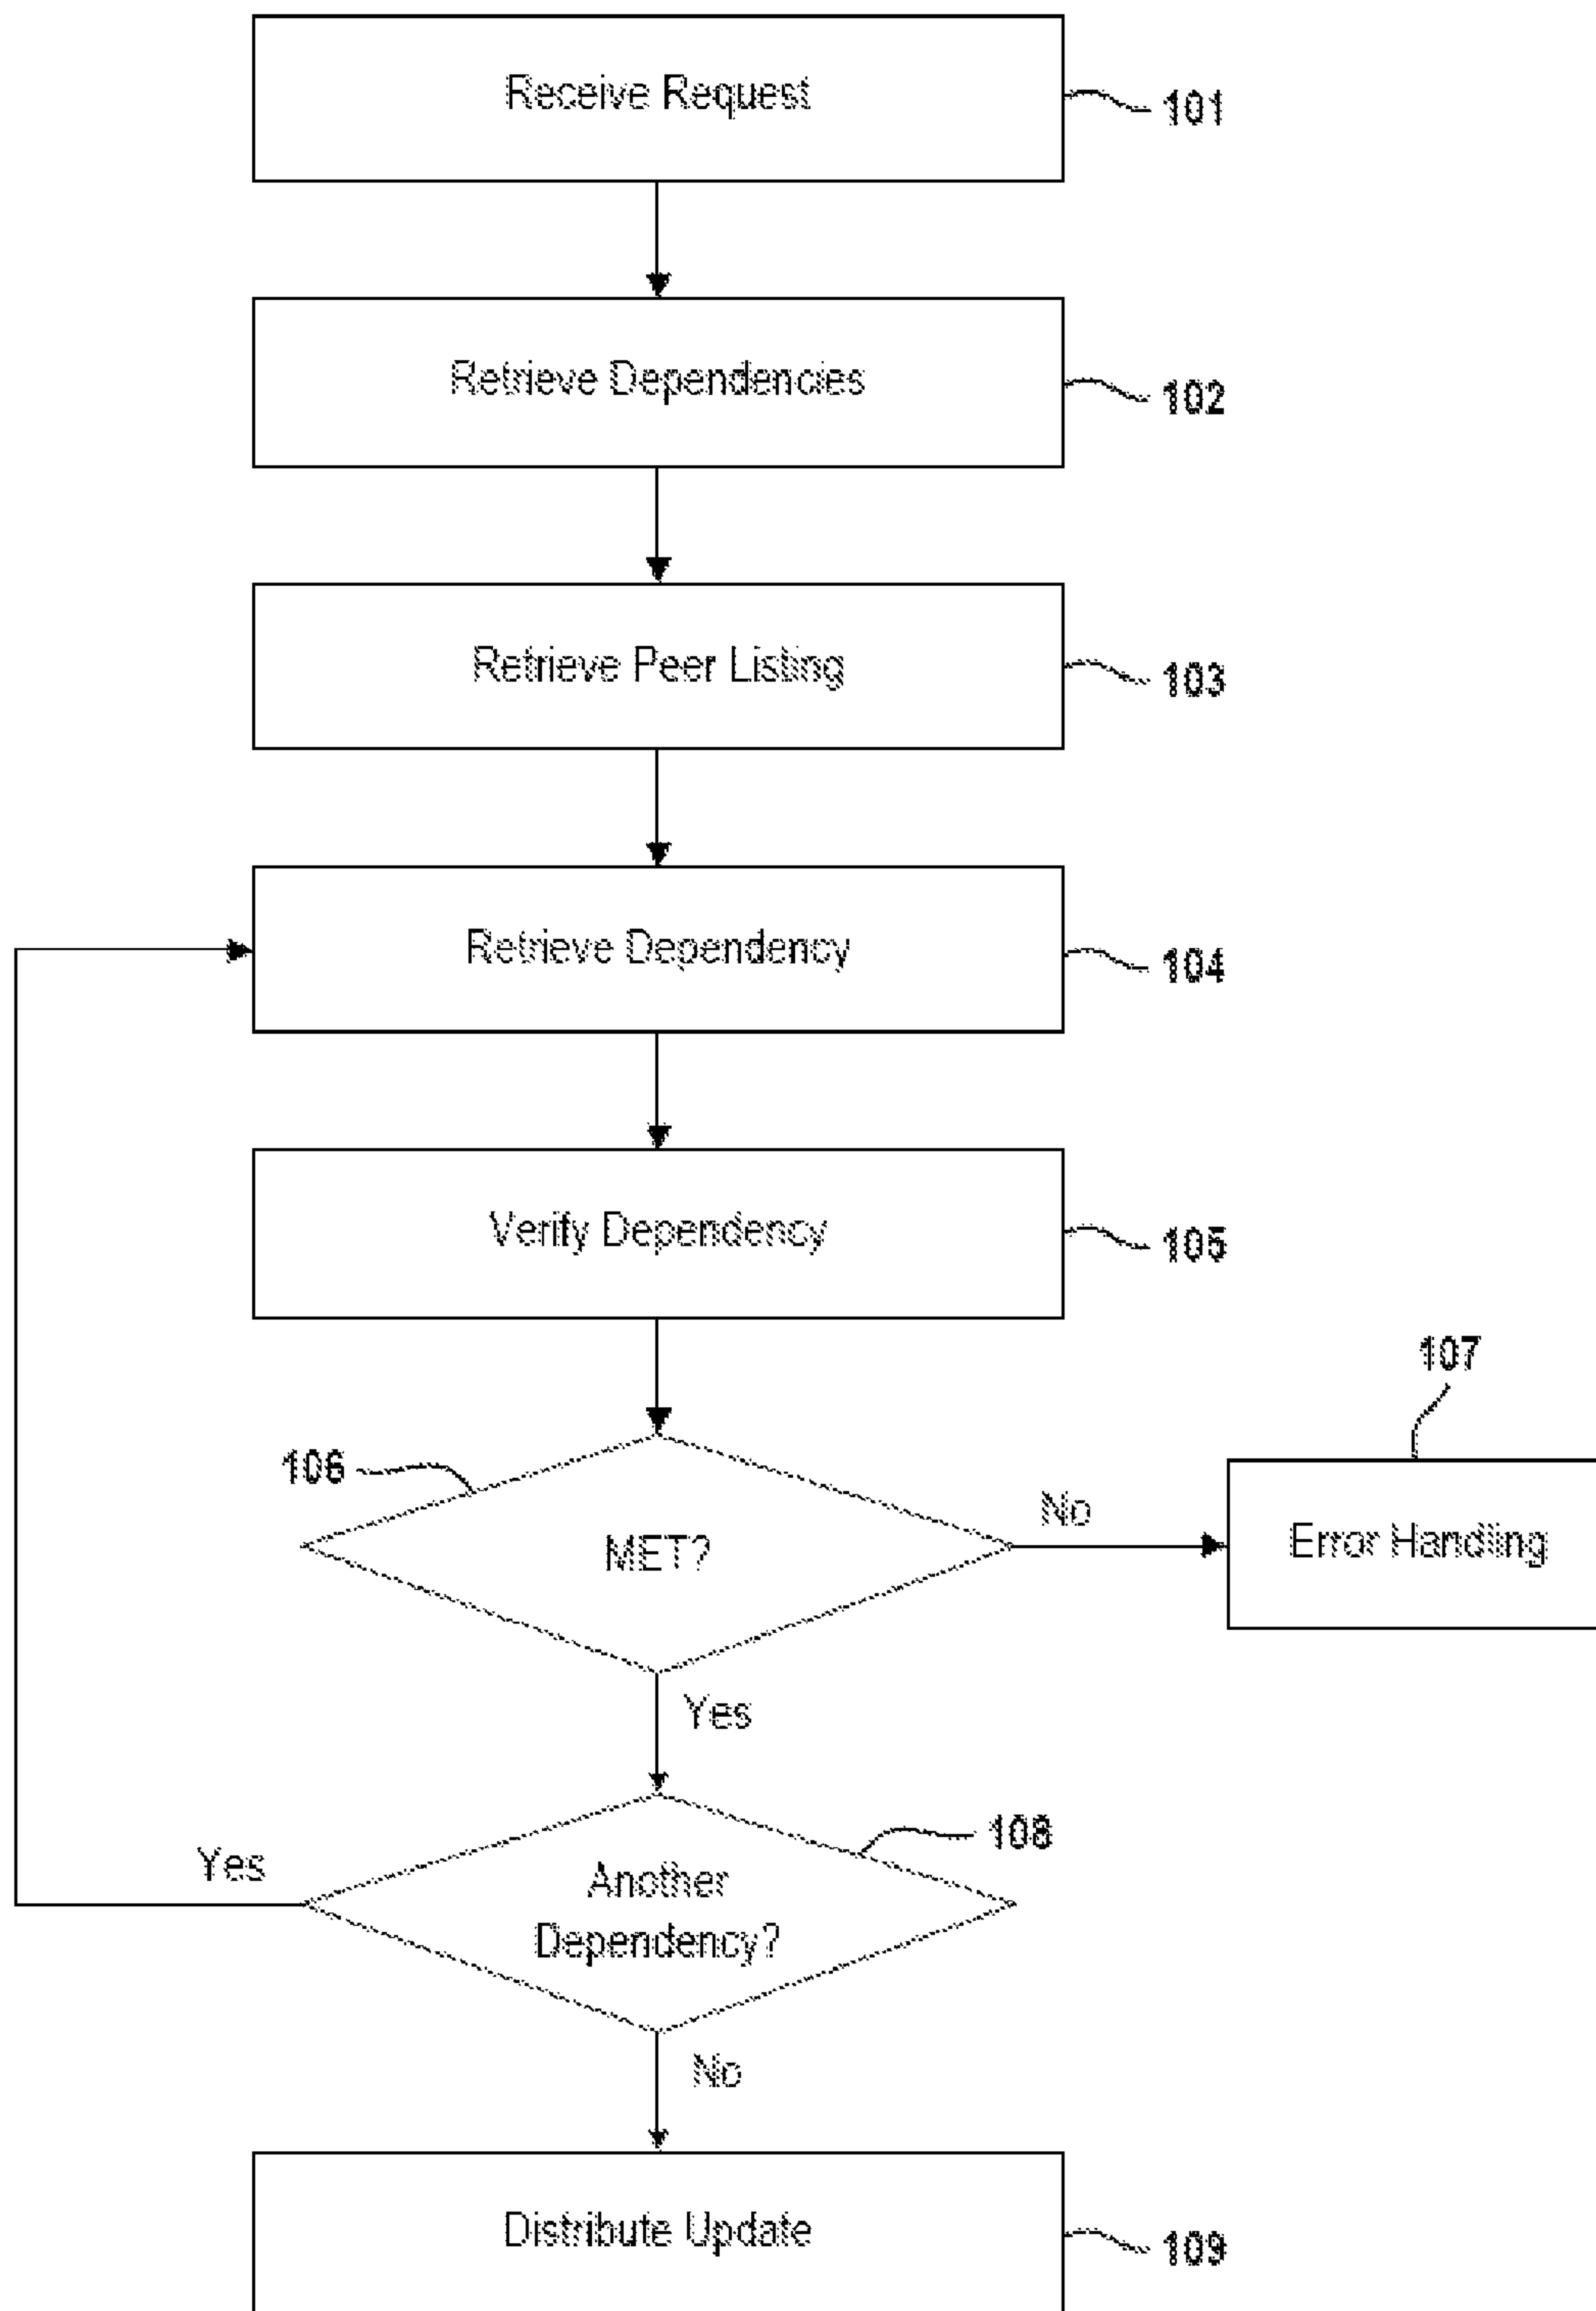 Receive Request
101
Retrieve Dependencies
102
Retrieve Peer Listing
103
Retrieve Dependency
104
Verify Dependency
105
107
106
MET?
No
Error Handling
Yes
Yes
Another
Dependency?
108
No
Distribute Update
109